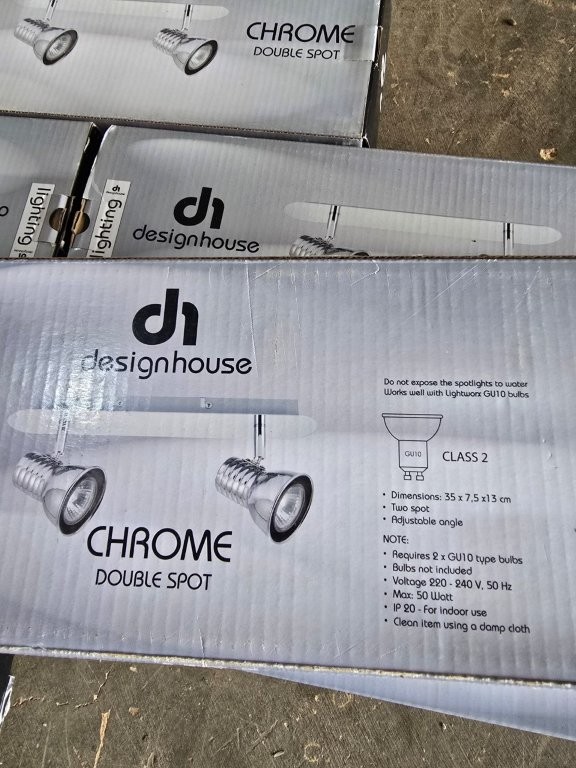 CHROME
DOUBLE SPOT
lighting
lighting
designhouse
designhouse
Do not expose the spotlights to water
Works well with Lightworx GU10 bulbs
GU10
CLASS 2
• Dimensions: 35 x 7,5 x13 cm
• Two spot
• Adjustable angle
NOTE:
• Requires 2 x GU10 type bulbs
• Bulbs not included
• Voltage 220 - 240 V, 50 Hz
• Max: 50 Watt
• IP 20 - For indoor use
• Clean item using a damp cloth
CHROME
DOUBLE SPOT